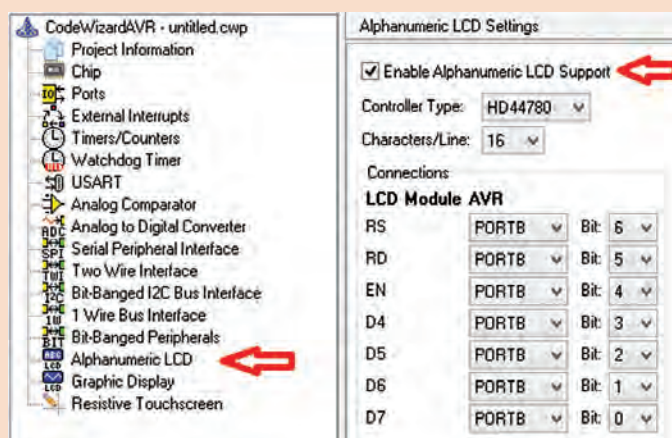 CodeWizardAVR - untitled.cwp
Project Information
Chip
Ports
External Interrupts
Timers/Counters
Watchdog Timer
USART
Analog Comparator
Analog to Digital Converter
Serial Peripheral Interface
Two Wire Interface
Bit-Banged I2C Bus Interface
1 Wire Bus Interface
Bit-Banged Peripherals
Alphanumeric LCD
Graphic Display
Resistive Touchscreen
Alphanumeric LCD Settings
Enable Alphanumeric LCD Support
Controller Type: HD44780
Characters/Line: 16
Connections
LCD Module AVR
RS PORTB Bit: 6
RD PORTB Bit: 5
EN PORTB Bit: 4
D4 PORTB Bit: 3
D5 PORTB Bit: 2
D6 PORTB Bit: 1
D7 PORTB Bit: 0